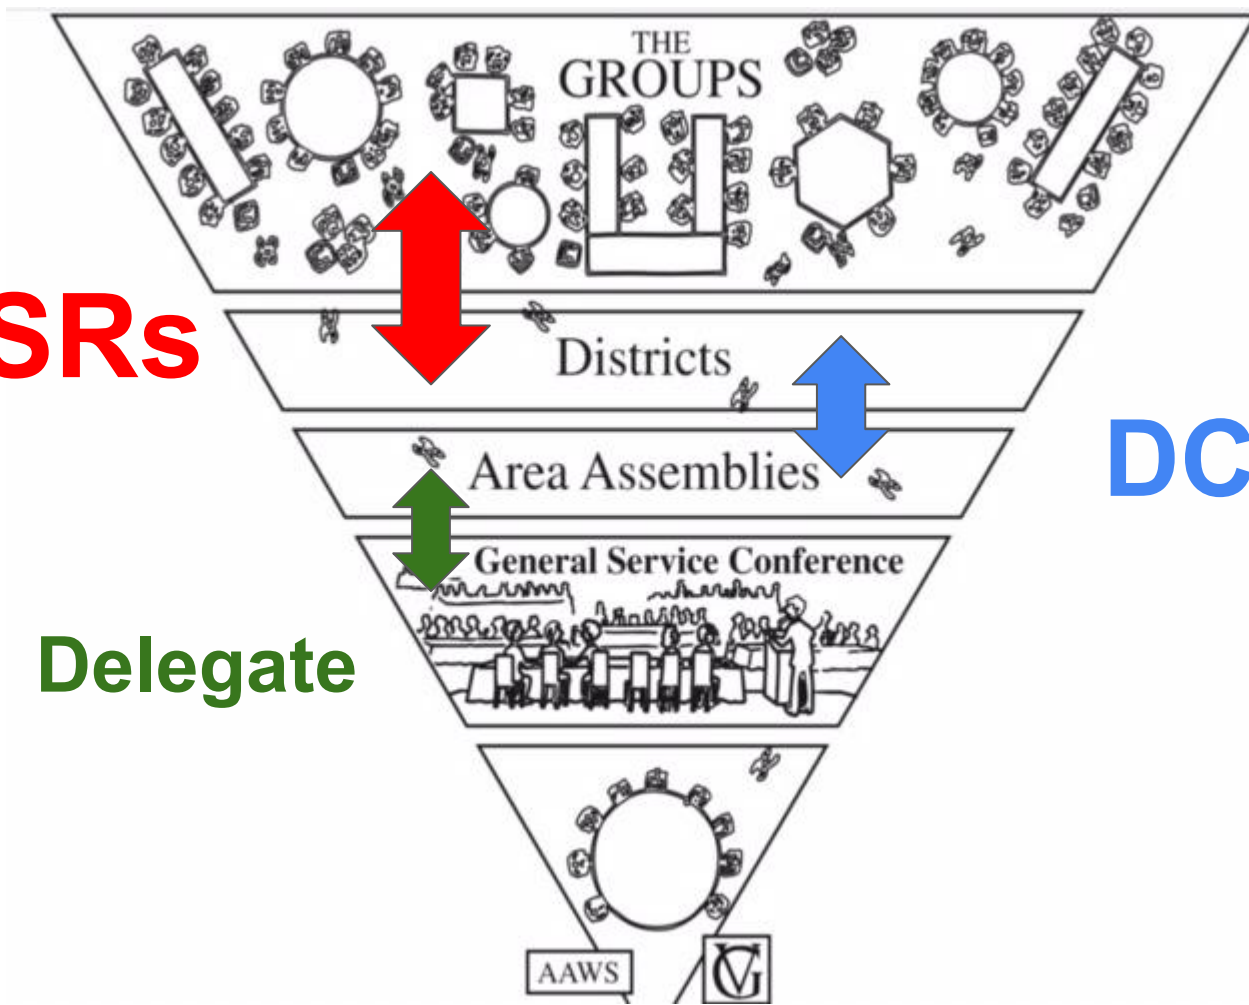 THE
GROUPS
SRs
Districts
DC
Area Assemblies
General Service Conference
Delegate
AAWS
GV